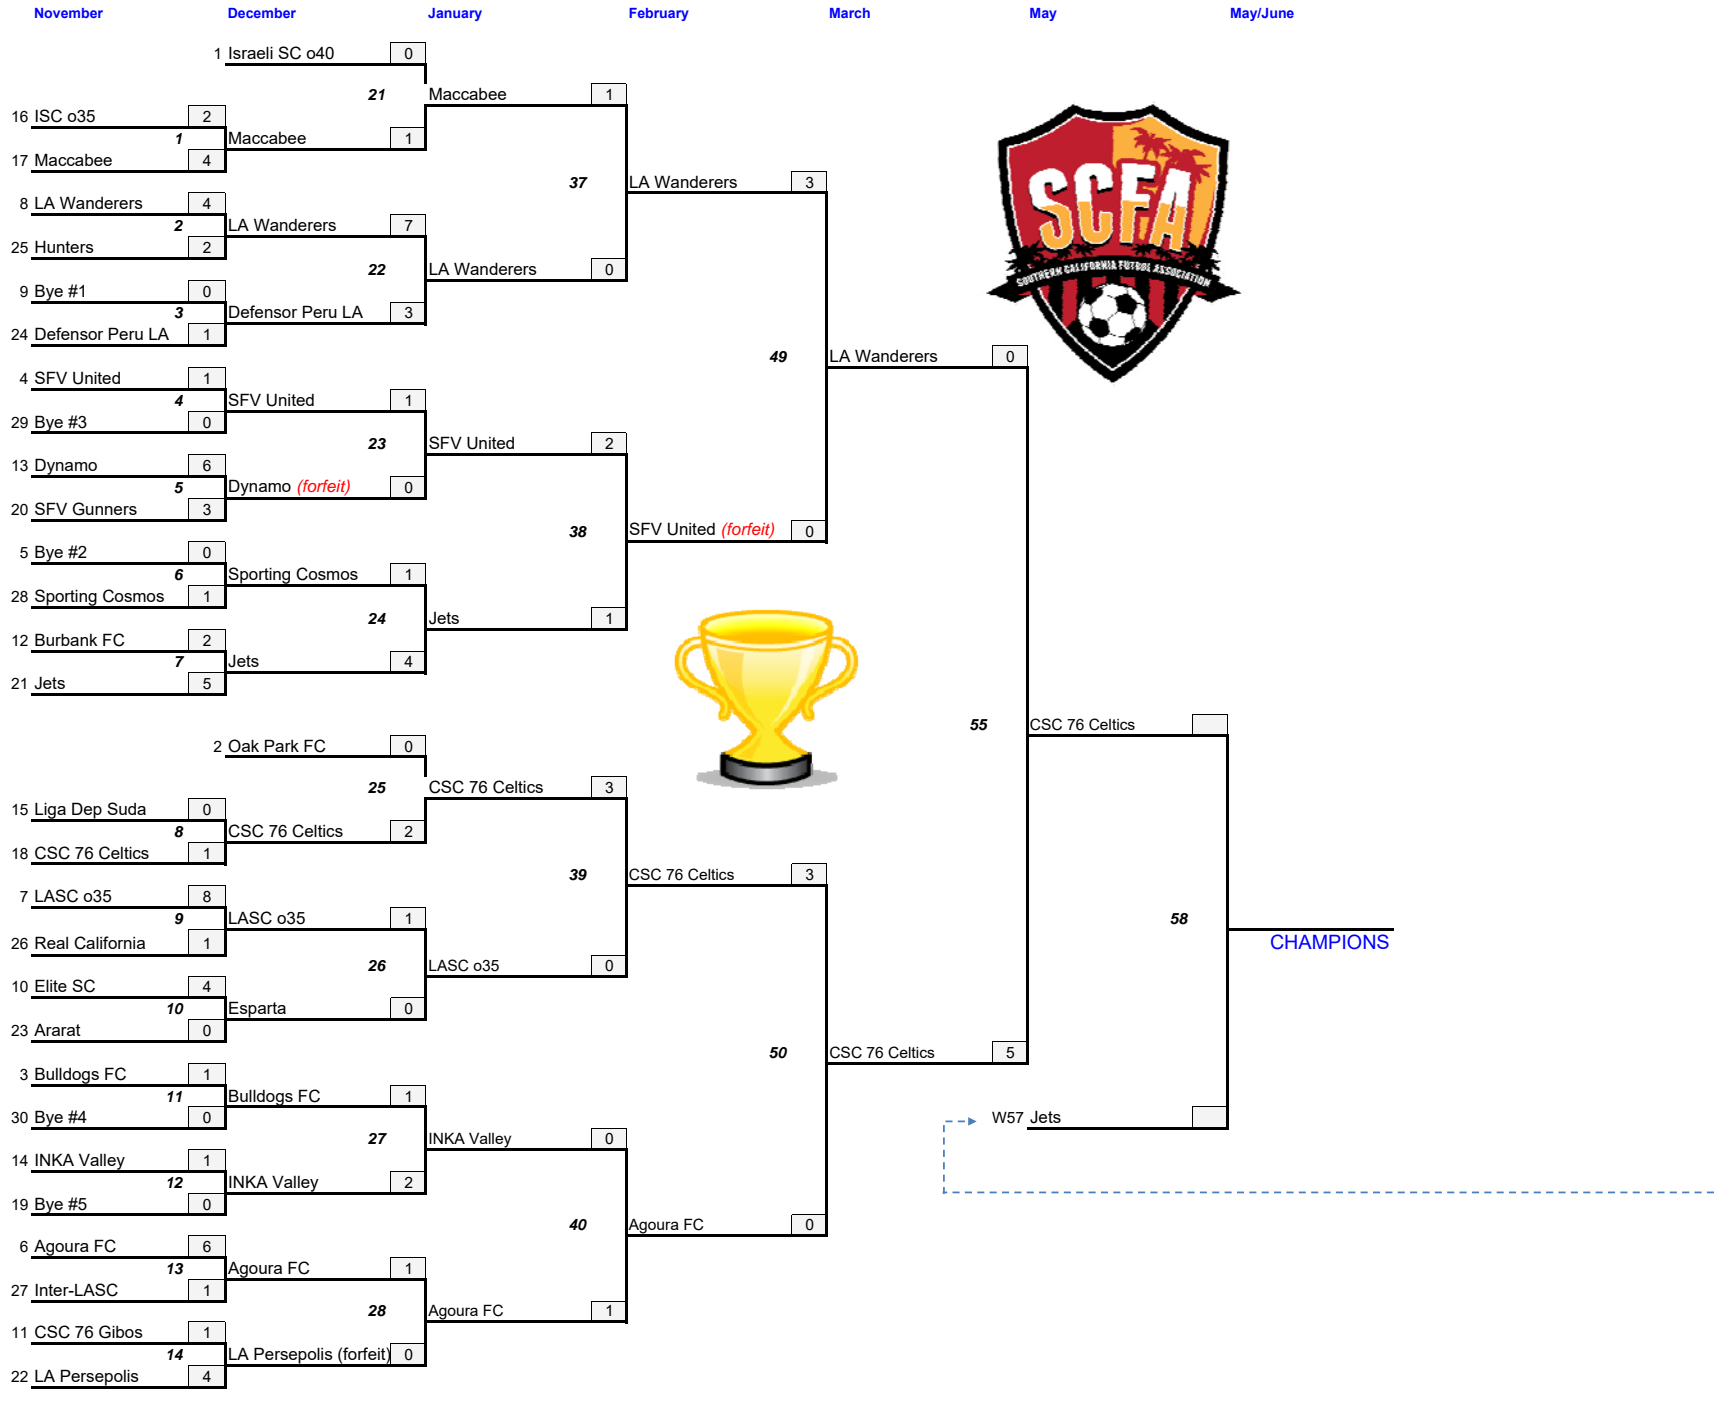 November December January February March May May/June
1 Israeli SC o40 0
21 Maccabee 1
16 ISC o35 2
1 Maccabee 1
17 Maccabee 4
37 LA Wanderers 3
8 LA Wanderers 4
2 LA Wanderers 7
25 Hunters 2
22 LA Wanderers 0
9 Bye #1 0
3 Defensor Peru LA 3
24 Defensor Peru LA 1
49 LA Wanderers 0
4 SFV United 1
4 SFV United 1
29 Bye #3 0
23 SFV United 2
13 Dynamo 6
5 Dynamo (forfeit) 0
20 SFV Gunners 3
38 SFV United (forfeit) 0
5 Bye #2 0
6 Sporting Cosmos 1
28 Sporting Cosmos 1
24 Jets 1
12 Burbank FC 2
7 Jets 4
21 Jets 5
55 CSC 76 Celtics
2 Oak Park FC 0
25 CSC 76 Celtics 3
15 Liga Dep Suda 0
8 CSC 76 Celtics 2
18 CSC 76 Celtics 1
39 CSC 76 Celtics 3
7 LASC o35 8
9 LASC o35 1
26 Real California 1
58
CHAMPIONS
26 LASC o35 0
10 Elite SC 4
10 Esparta 0
23 Ararat 0
50 CSC 76 Celtics 5
3 Bulldogs FC 1
11 Bulldogs FC 1
30 Bye #4 0
W57 Jets
27 INKA Valley 0
14 INKA Valley 1
12 INKA Valley 2
19 Bye #5 0
40 Agoura FC 0
6 Agoura FC 6
13 Agoura FC 1
27 Inter-LASC 1
28 Agoura FC 1
11 CSC 76 Gibos 1
14 LA Persepolis (forfeit) 0
22 LA Persepolis 4
SCFA
SOUTHERN CALIFORNIA FUTBOL ASSOCIATION